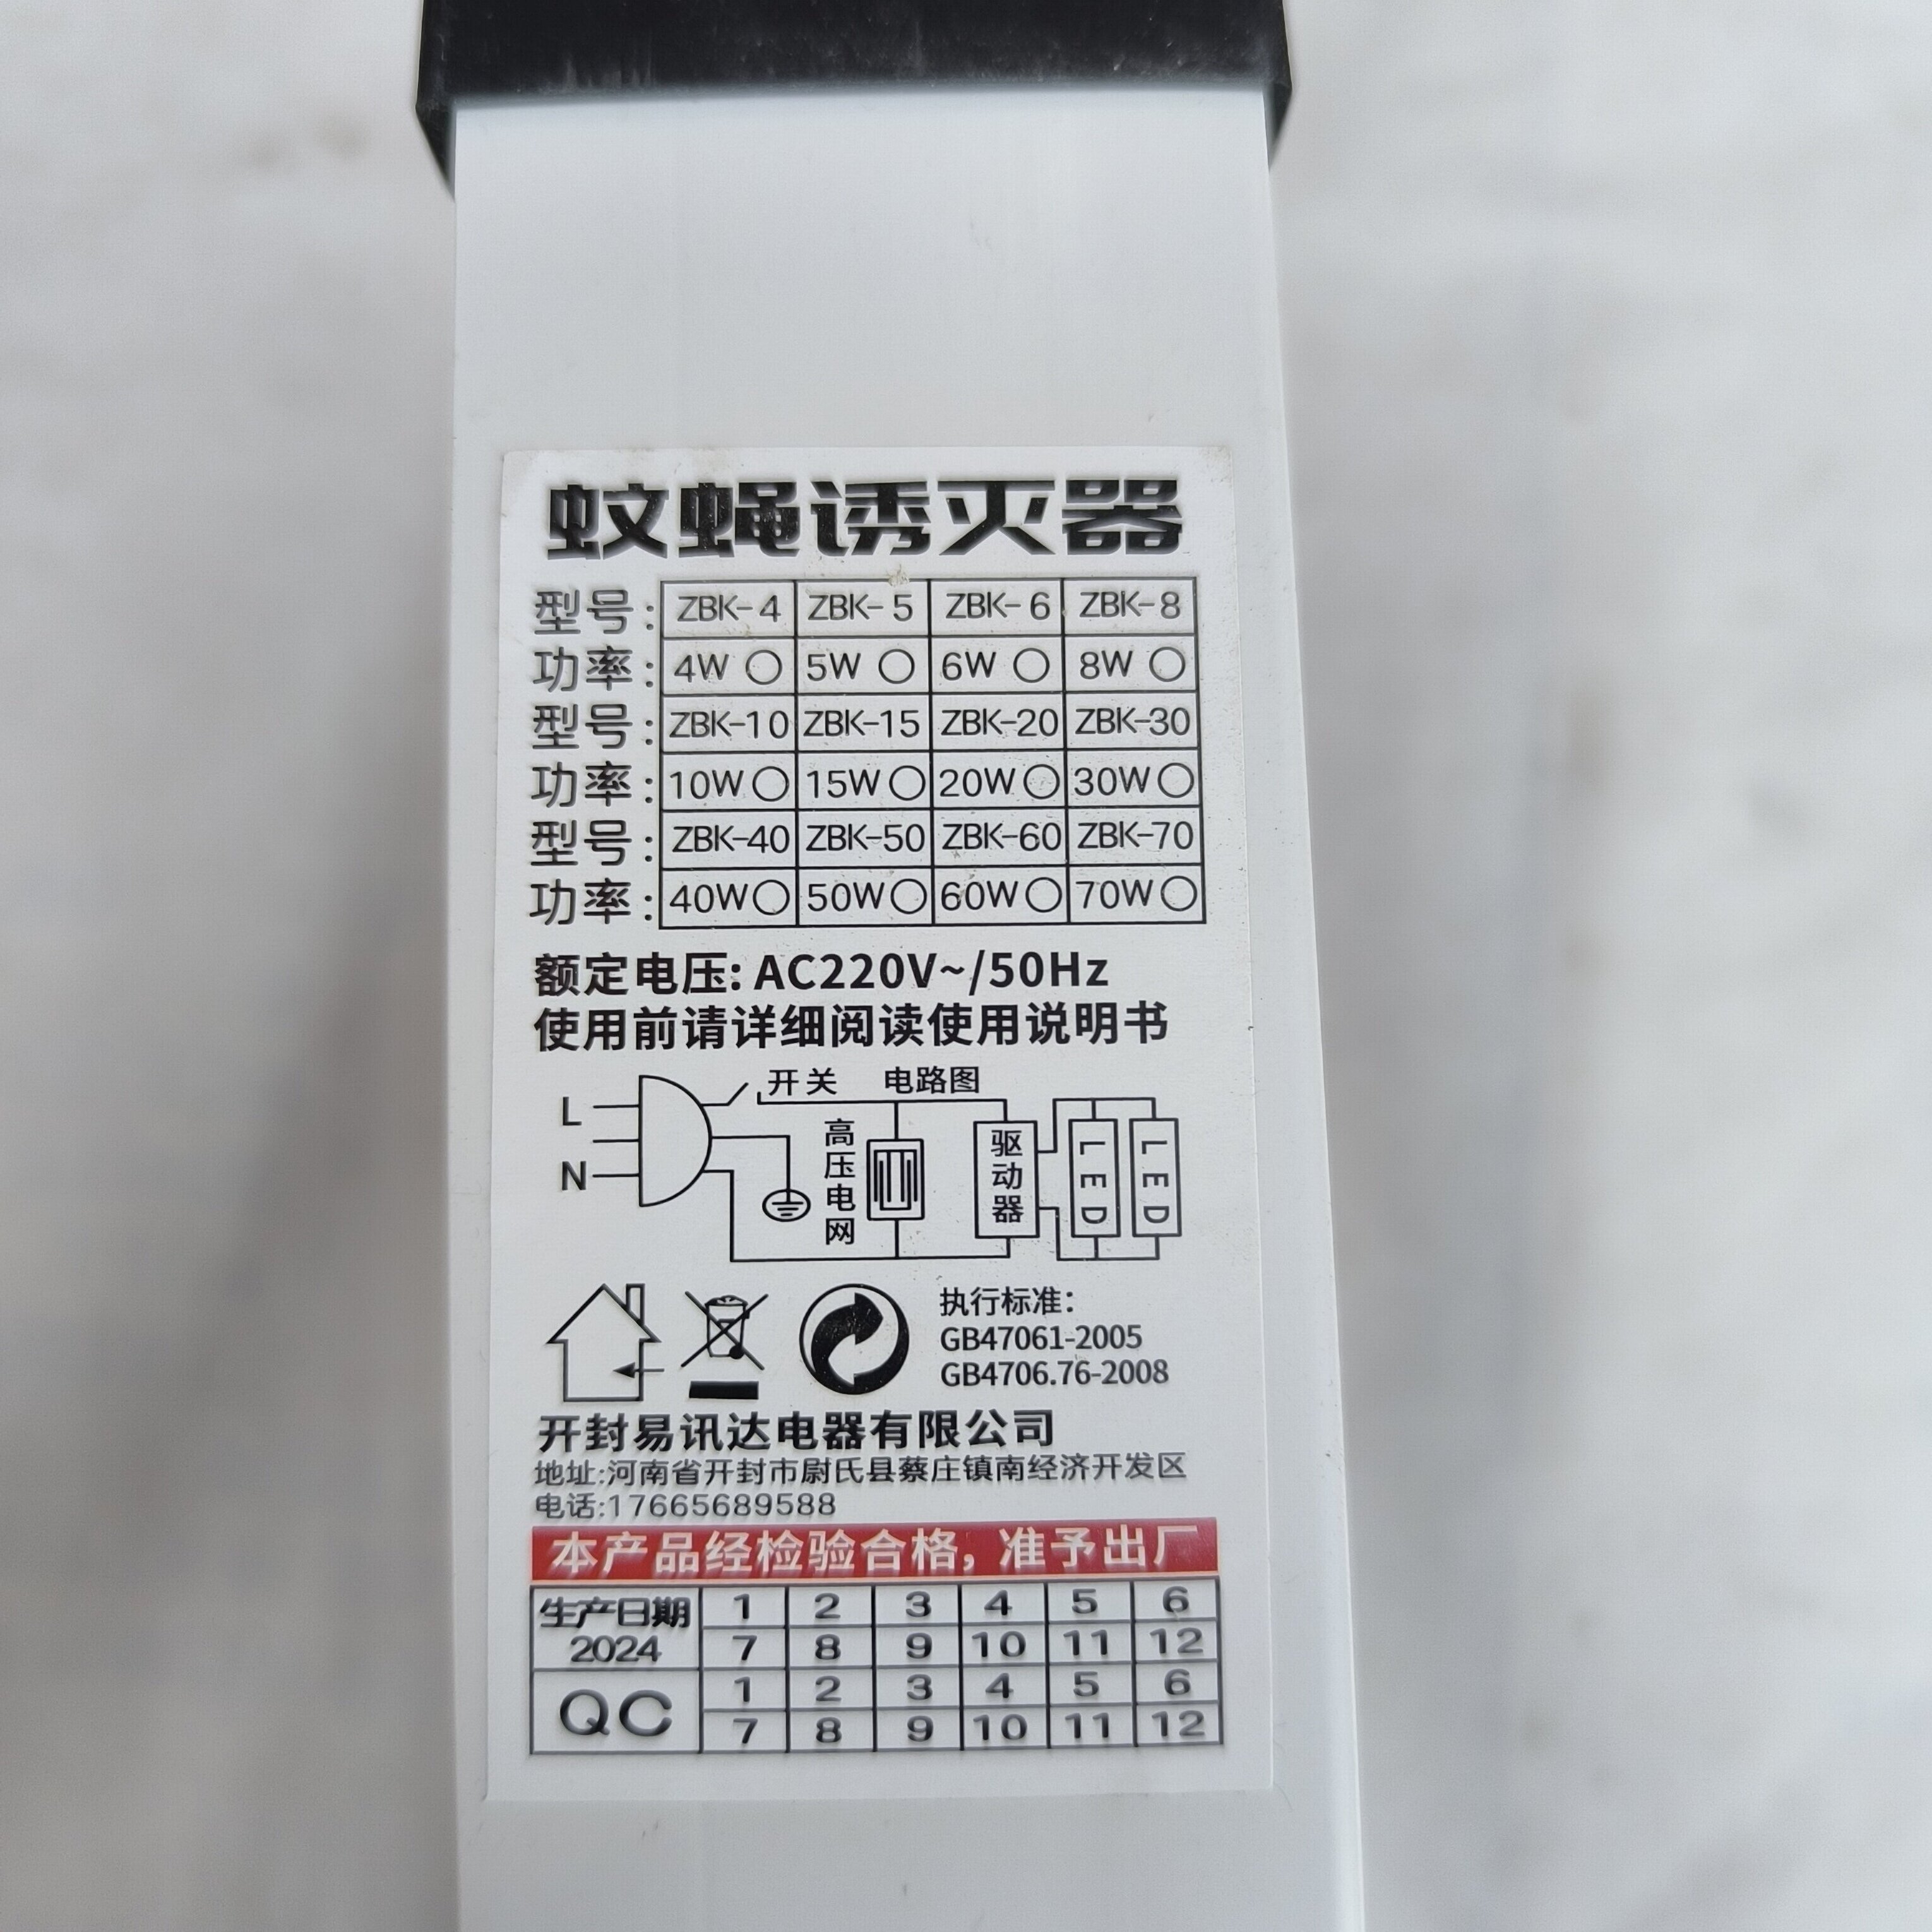 蚊蝇诱灭器
型号: ZBK-4 ZBK-5 ZBK-6 ZBK-8
功率: 4W 5W 6W 8W
型号: ZBK-10 ZBK-15 ZBK-20 ZBK-30
功率: 10W 15W 20W 30W
型号: ZBK-40 ZBK-50 ZBK-60 ZBK-70
功率: 40W 50W 60W 70W
额定电压: AC220V~/50Hz
使用前请详细阅读使用说明书
开关 电路图
L
N
高压电网
驱动器
LED
LED
执行标准:
GB47061-2005
GB4706.76-2008
开封易讯达电器有限公司
地址:河南省开封市尉氏县蔡庄镇南经济开发区
电话:17665689588
本产品经检验合格,准予出厂
生产日期 1 2 3 4 5 6
2024 7 8 9 10 11 12
QC 1 2 3 4 5 6
7 8 9 10 11 12